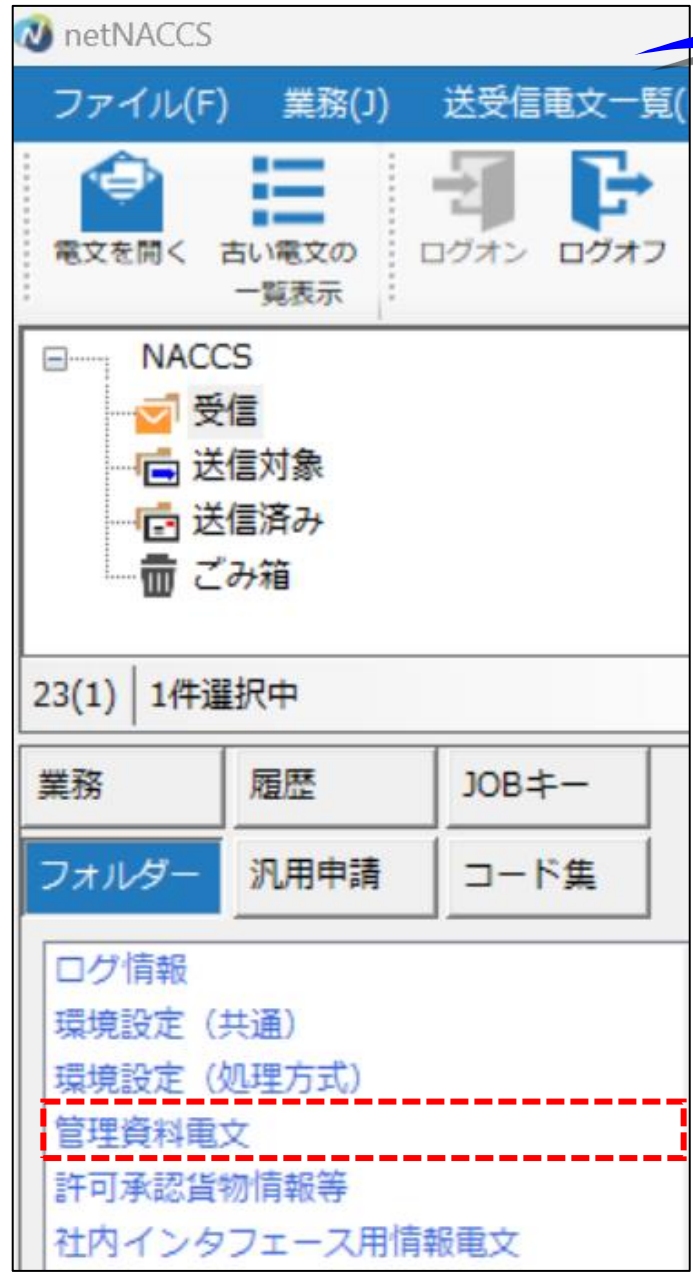 netNACCS
ファイル(F) 業務(J) 送受信電文一覧(
電文を開く 古い電文の ログオン ログオフ
一覧表示
NACCS
受信
送信対象
送信済み
ごみ箱
23(1) 1件選択中
業務 履歴 JOBキー
フォルダー 汎用申請 コード集
ログ情報
環境設定（共通）
環境設定（処理方式）
管理資料電文
許可承認貨物情報等
社内インタフェース用情報電文